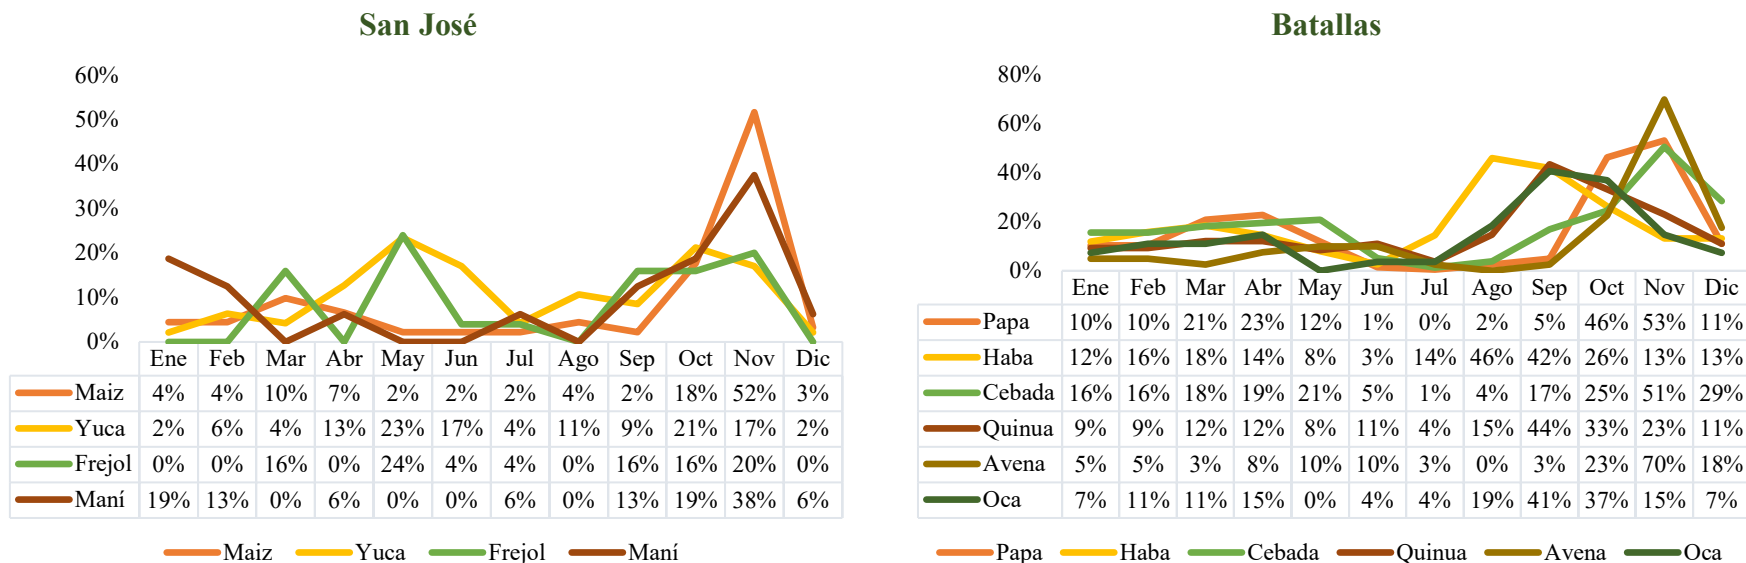 San José
60%
50%
40%
30%
20%
10%
0%
Ene Feb Mar Abr May Jun Jul Ago Sep Oct Nov Dic
Maiz 4% 4% 10% 7% 2% 2% 2% 4% 2% 18% 52% 3%
Yuca 2% 6% 4% 13% 23% 17% 4% 11% 9% 21% 17% 2%
Frejol 0% 0% 16% 0% 24% 4% 4% 0% 16% 16% 20% 0%
Maní 19% 13% 0% 6% 0% 0% 6% 0% 13% 19% 38% 6%
Maiz Yuca Frejol Maní
Batallas
80%
60%
40%
20%
0%
Ene Feb Mar Abr May Jun Jul Ago Sep Oct Nov Dic
Papa 10% 10% 21% 23% 12% 1% 0% 2% 5% 46% 53% 11%
Haba 12% 16% 18% 14% 8% 3% 14% 46% 42% 26% 13% 13%
Cebada 16% 16% 18% 19% 21% 5% 1% 4% 17% 25% 51% 29%
Quinua 9% 9% 12% 12% 8% 11% 4% 15% 44% 33% 23% 11%
Avena 5% 5% 3% 8% 10% 10% 3% 0% 3% 23% 70% 18%
Oca 7% 11% 11% 15% 0% 4% 4% 19% 41% 37% 15% 7%
Papa Haba Cebada Quinua Avena Oca